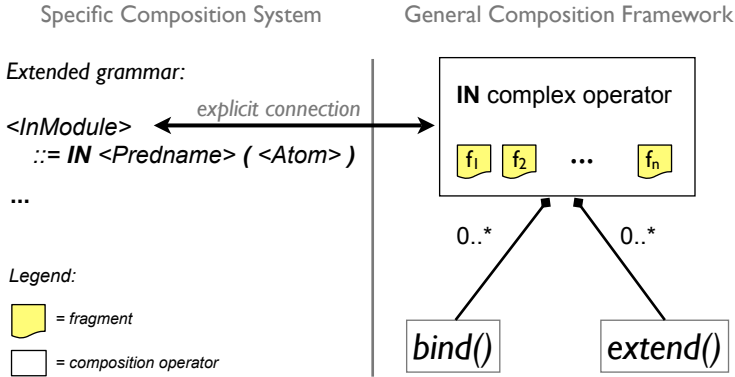 Specific Composition System
General Composition Framework
Extended grammar:
explicit connection
<InModule>
::= IN <Predname> ( <Atom> )
...
IN complex operator
f1 f2 ... fn
0..* 0..*
bind() extend()
Legend:
= fragment
= composition operator